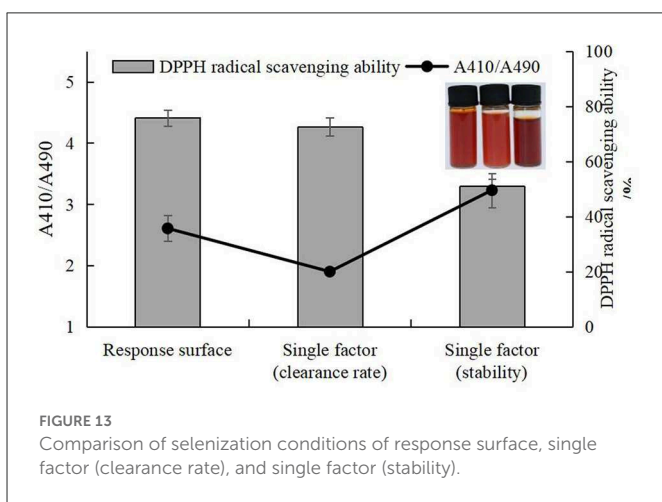 DPPH radical scavenging ability A410/A490
5
4
3
2
1
A410/A490
100
80
60
40
20
0
DPPH radical scavenging ability
/%
Response surface
Single factor
(clearance rate)
Single factor
(stability)
FIGURE 13
Comparison of selenization conditions of response surface, single
factor (clearance rate), and single factor (stability).